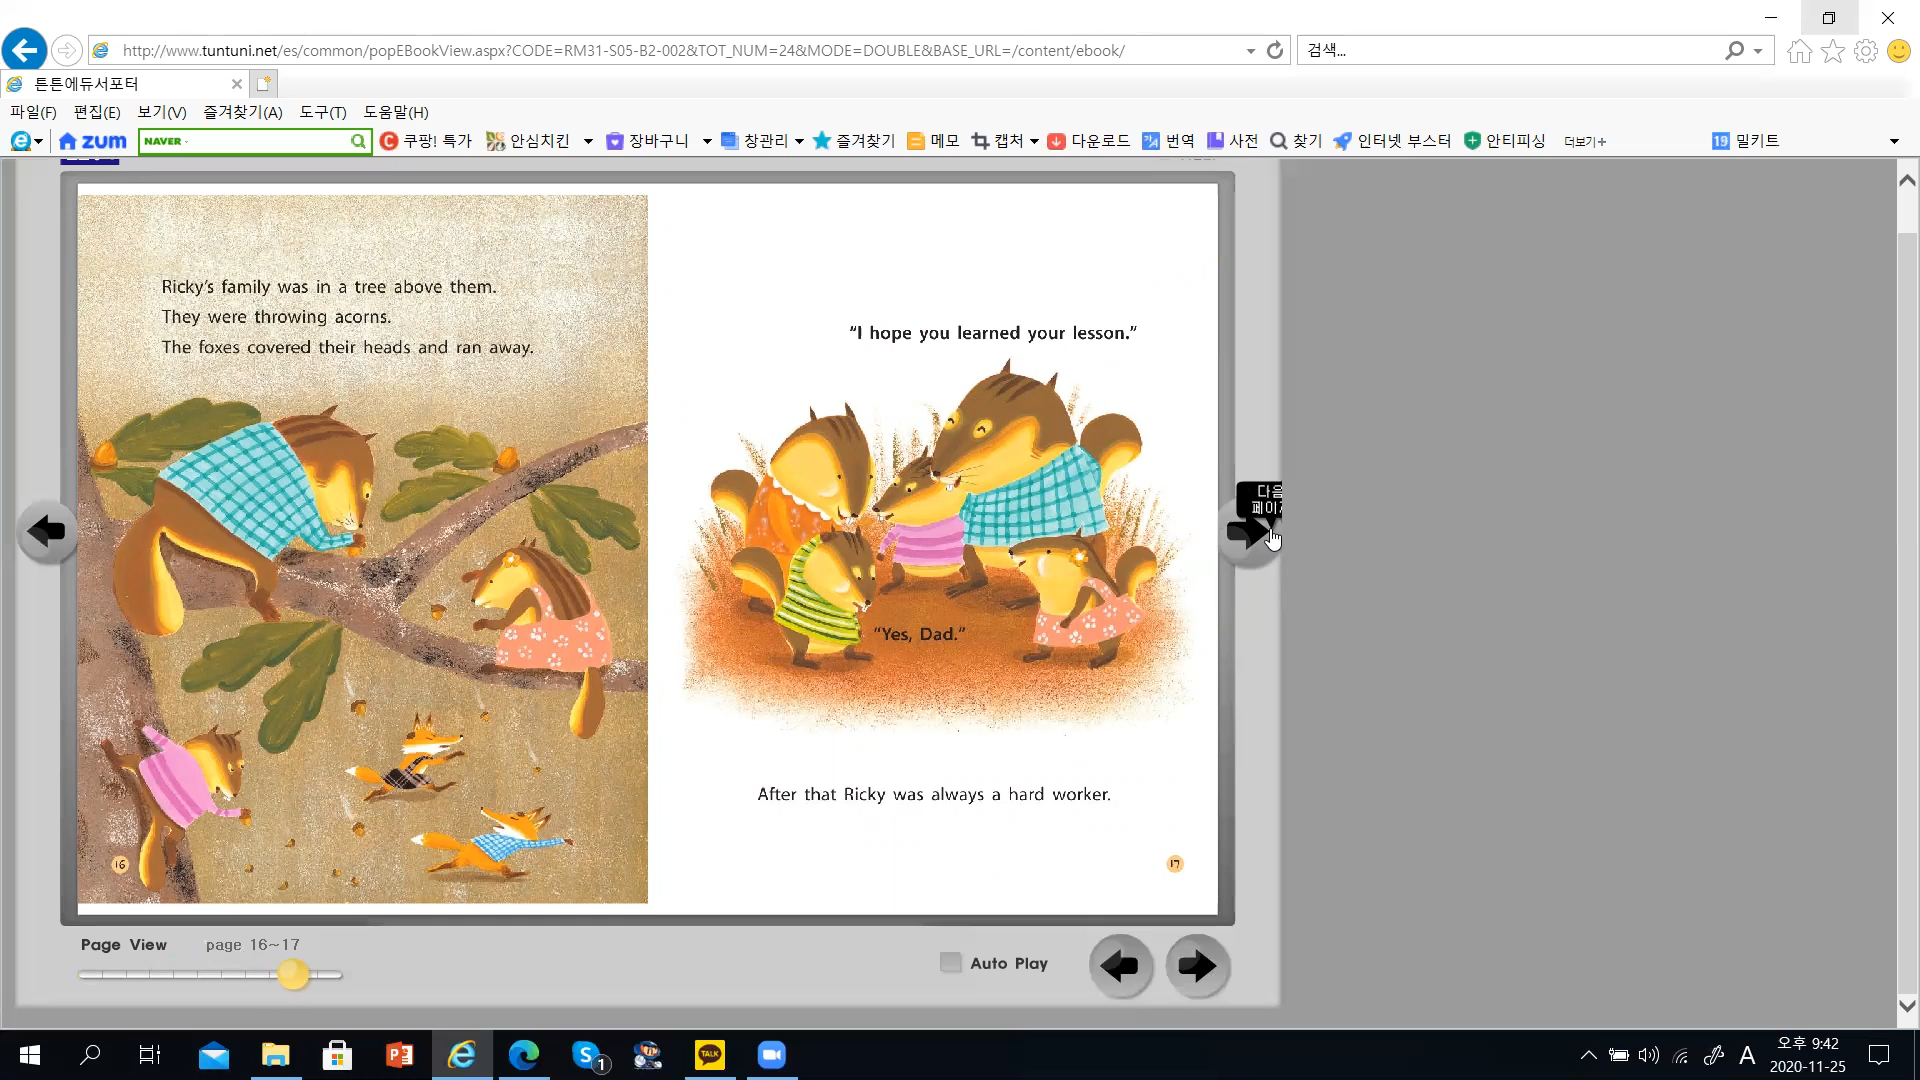 http://www.tuntuni.net/es/common/popEBookView.aspx?CODE=RM31-S05-B2-002&TOT_NUM=24&MODE=DOUBLE&BASE_URL=/content/ebook/
검색...
튼튼에듀서포터
파일(F) 편집(E) 보기(V) 즐겨찾기(A) 도구(T) 도움말(H)
zum NAVER 쿠팡! 특가 안심치킨 장바구니 창관리 즐겨찾기 메모 캡처 다운로드 번역 사전 찾기 인터넷 부스터 안티피싱 더보기+ 19 밀키트
Ricky's family was in a tree above them.
They were throwing acorns.
The foxes covered their heads and ran away.
16
"I hope you learned your lesson."
"Yes, Dad."
After that Ricky was always a hard worker.
17
다음
Page View page 16~17
Auto Play
TALK
1
A
오후 9:42
2020-11-25